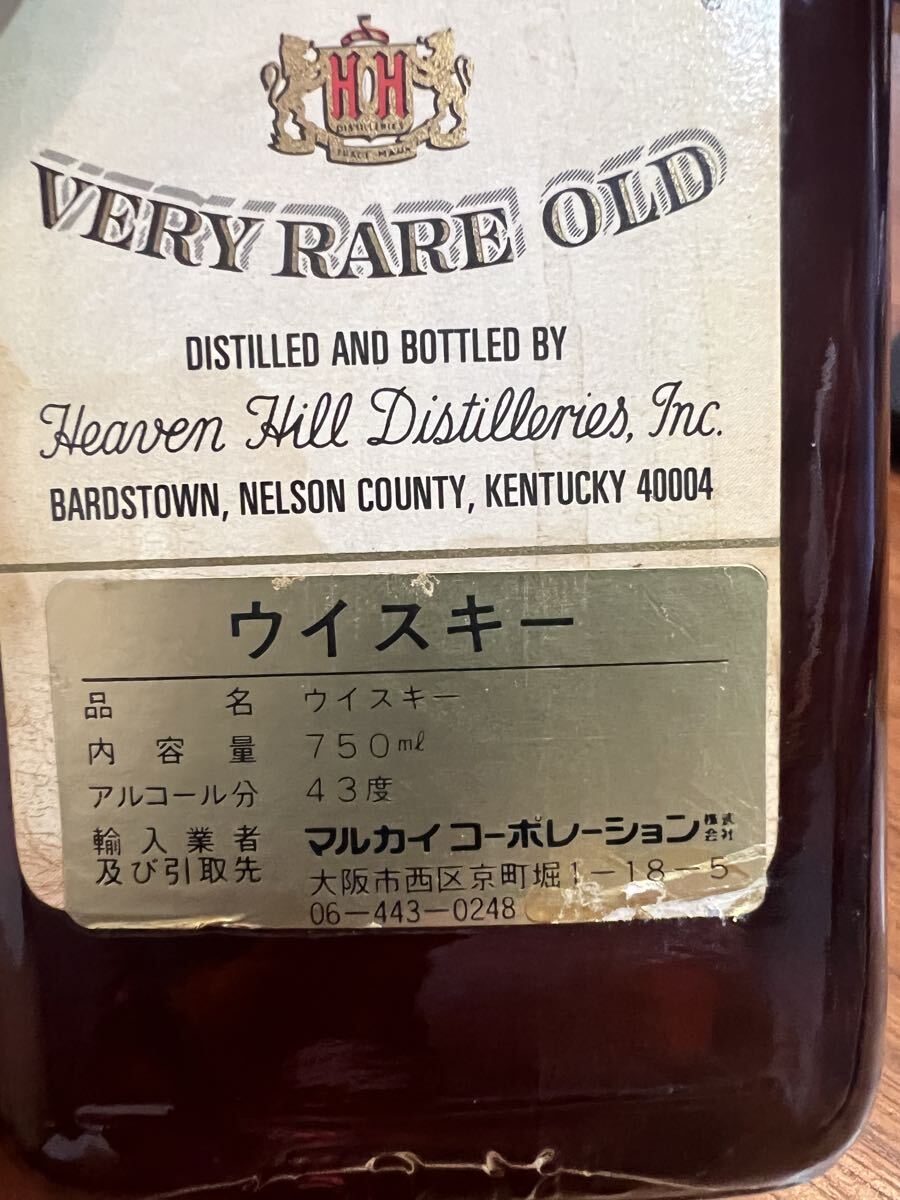 HH
DISTILLERIES
TRADE MARK
VERY RARE OLD
DISTILLED AND BOTTLED BY
Heaven Hill Distilleries, Inc.
BARDSTOWN, NELSON COUNTY, KENTUCKY 40004
ウイスキー
品名 ウイスキー
内容量 750ml
アルコール分 43度
輸入業者及び引取先 マルカイコーポレーション株式会社
大阪市西区京町堀1-18-5
06-443-0248